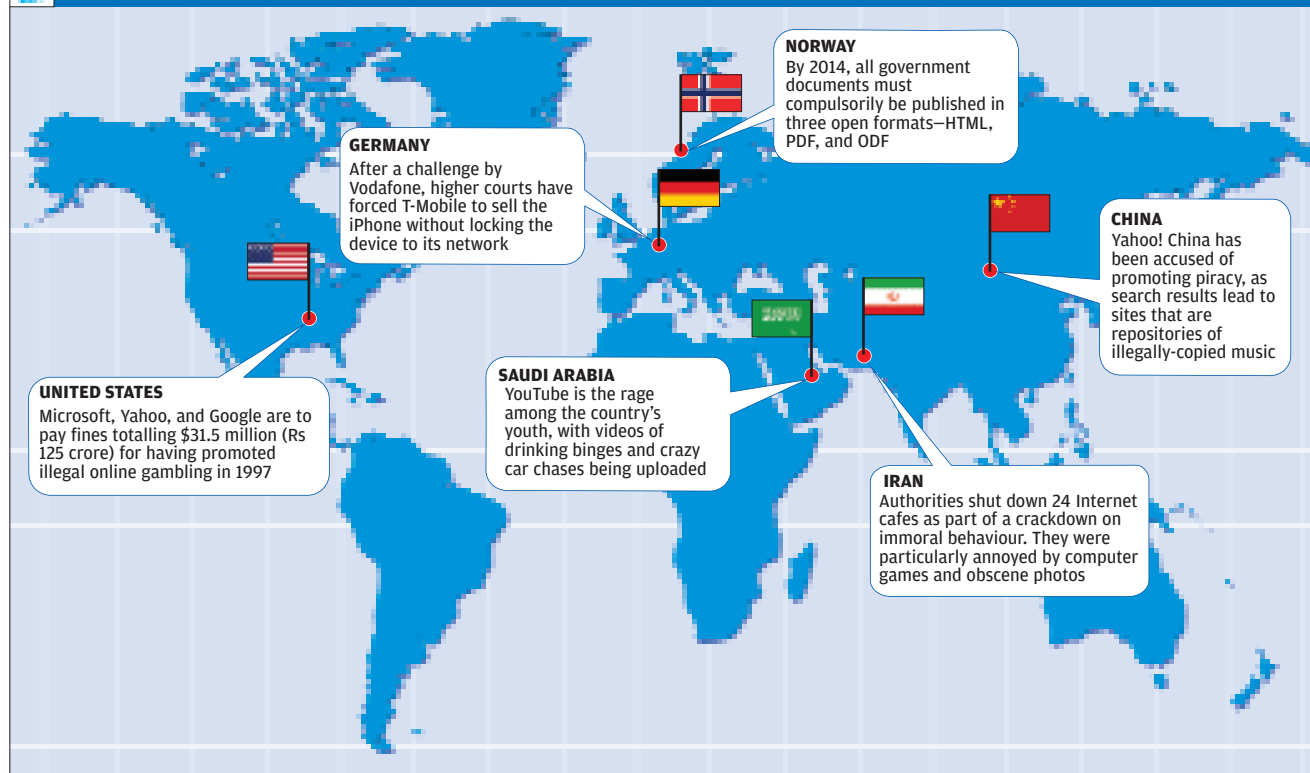 NORWAY
By 2014, all government
documents must
compulsorily be published in
three open formats—HTML,
PDF, and ODF
GERMANY
After a challenge by
Vodafone, higher courts have
forced T-Mobile to sell the
iPhone without locking the
device to its network
CHINA
Yahoo! China has
been accused of
promoting piracy, as
search results lead to
sites that are
repositories of
illegally-copied music
UNITED STATES
Microsoft, Yahoo, and Google are to
pay fines totalling $31.5 million (Rs
125 crore) for having promoted
illegal online gambling in 1997
SAUDI ARABIA
YouTube is the rage
among the country's
youth, with videos of
drinking binges and crazy
car chases being uploaded
IRAN
Authorities shut down 24 Internet
cafes as part of a crackdown on
immoral behaviour. They were
particularly annoyed by computer
games and obscene photos